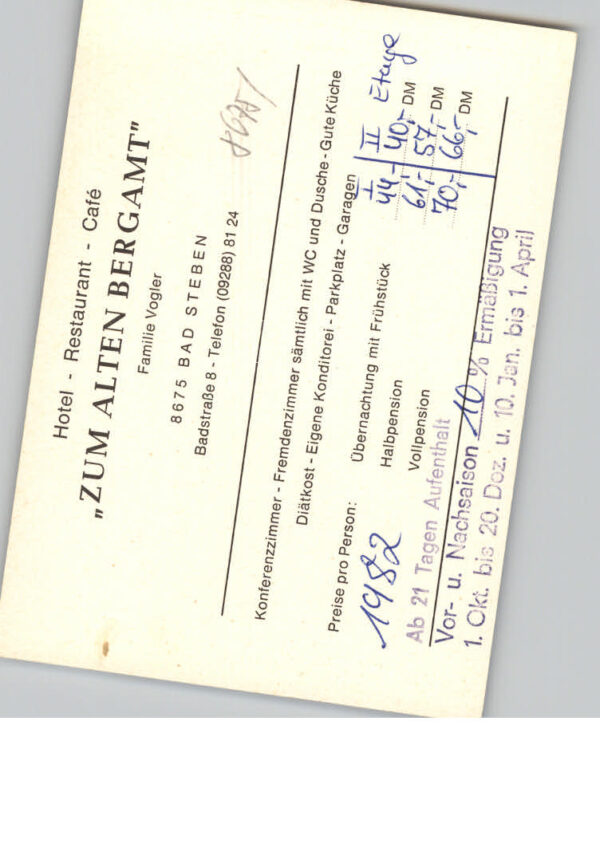 Hotel - Restaurant - Café
„ZUM ALTEN BERGAMT"
Familie Vogler
8675 BAD STEBEN
Badstraße 8 - Telefon (09288) 81 24
8675/
Konferenzzimmer - Fremdenzimmer sämtlich mit WC und Dusche - Gute Küche
Diätkost - Eigene Konditorei - Parkplatz - Garagen
I II Etage
Preise pro Person: Übernachtung mit Frühstück 44,- 40,- DM
Halbpension 61,- 57,- DM
Vollpension 70,- 66,- DM
1982
Ab 21 Tagen Aufenthalt
Vor- u. Nachsaison 10 % Ermäßigung
1. Okt. bis 20. Dez. u. 10. Jan. bis 1. April